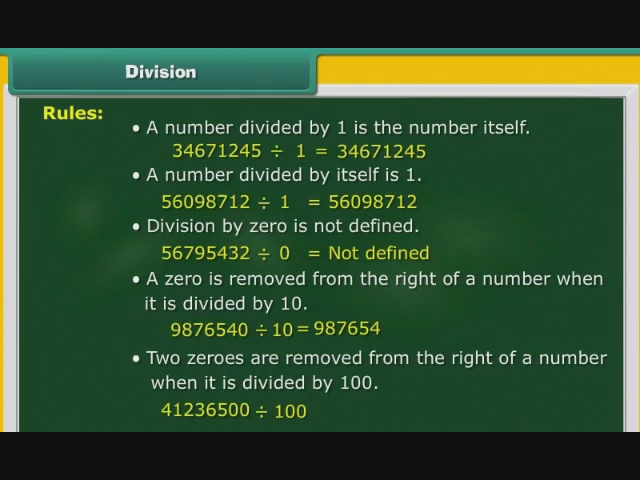 Division
Rules:
• A number divided by 1 is the number itself.
34671245 ÷ 1 = 34671245
• A number divided by itself is 1.
56098712 ÷ 1 = 56098712
• Division by zero is not defined.
56795432 ÷ 0 = Not defined
• A zero is removed from the right of a number when
it is divided by 10.
9876540 ÷ 10 = 987654
• Two zeroes are removed from the right of a number
when it is divided by 100.
41236500 ÷ 100